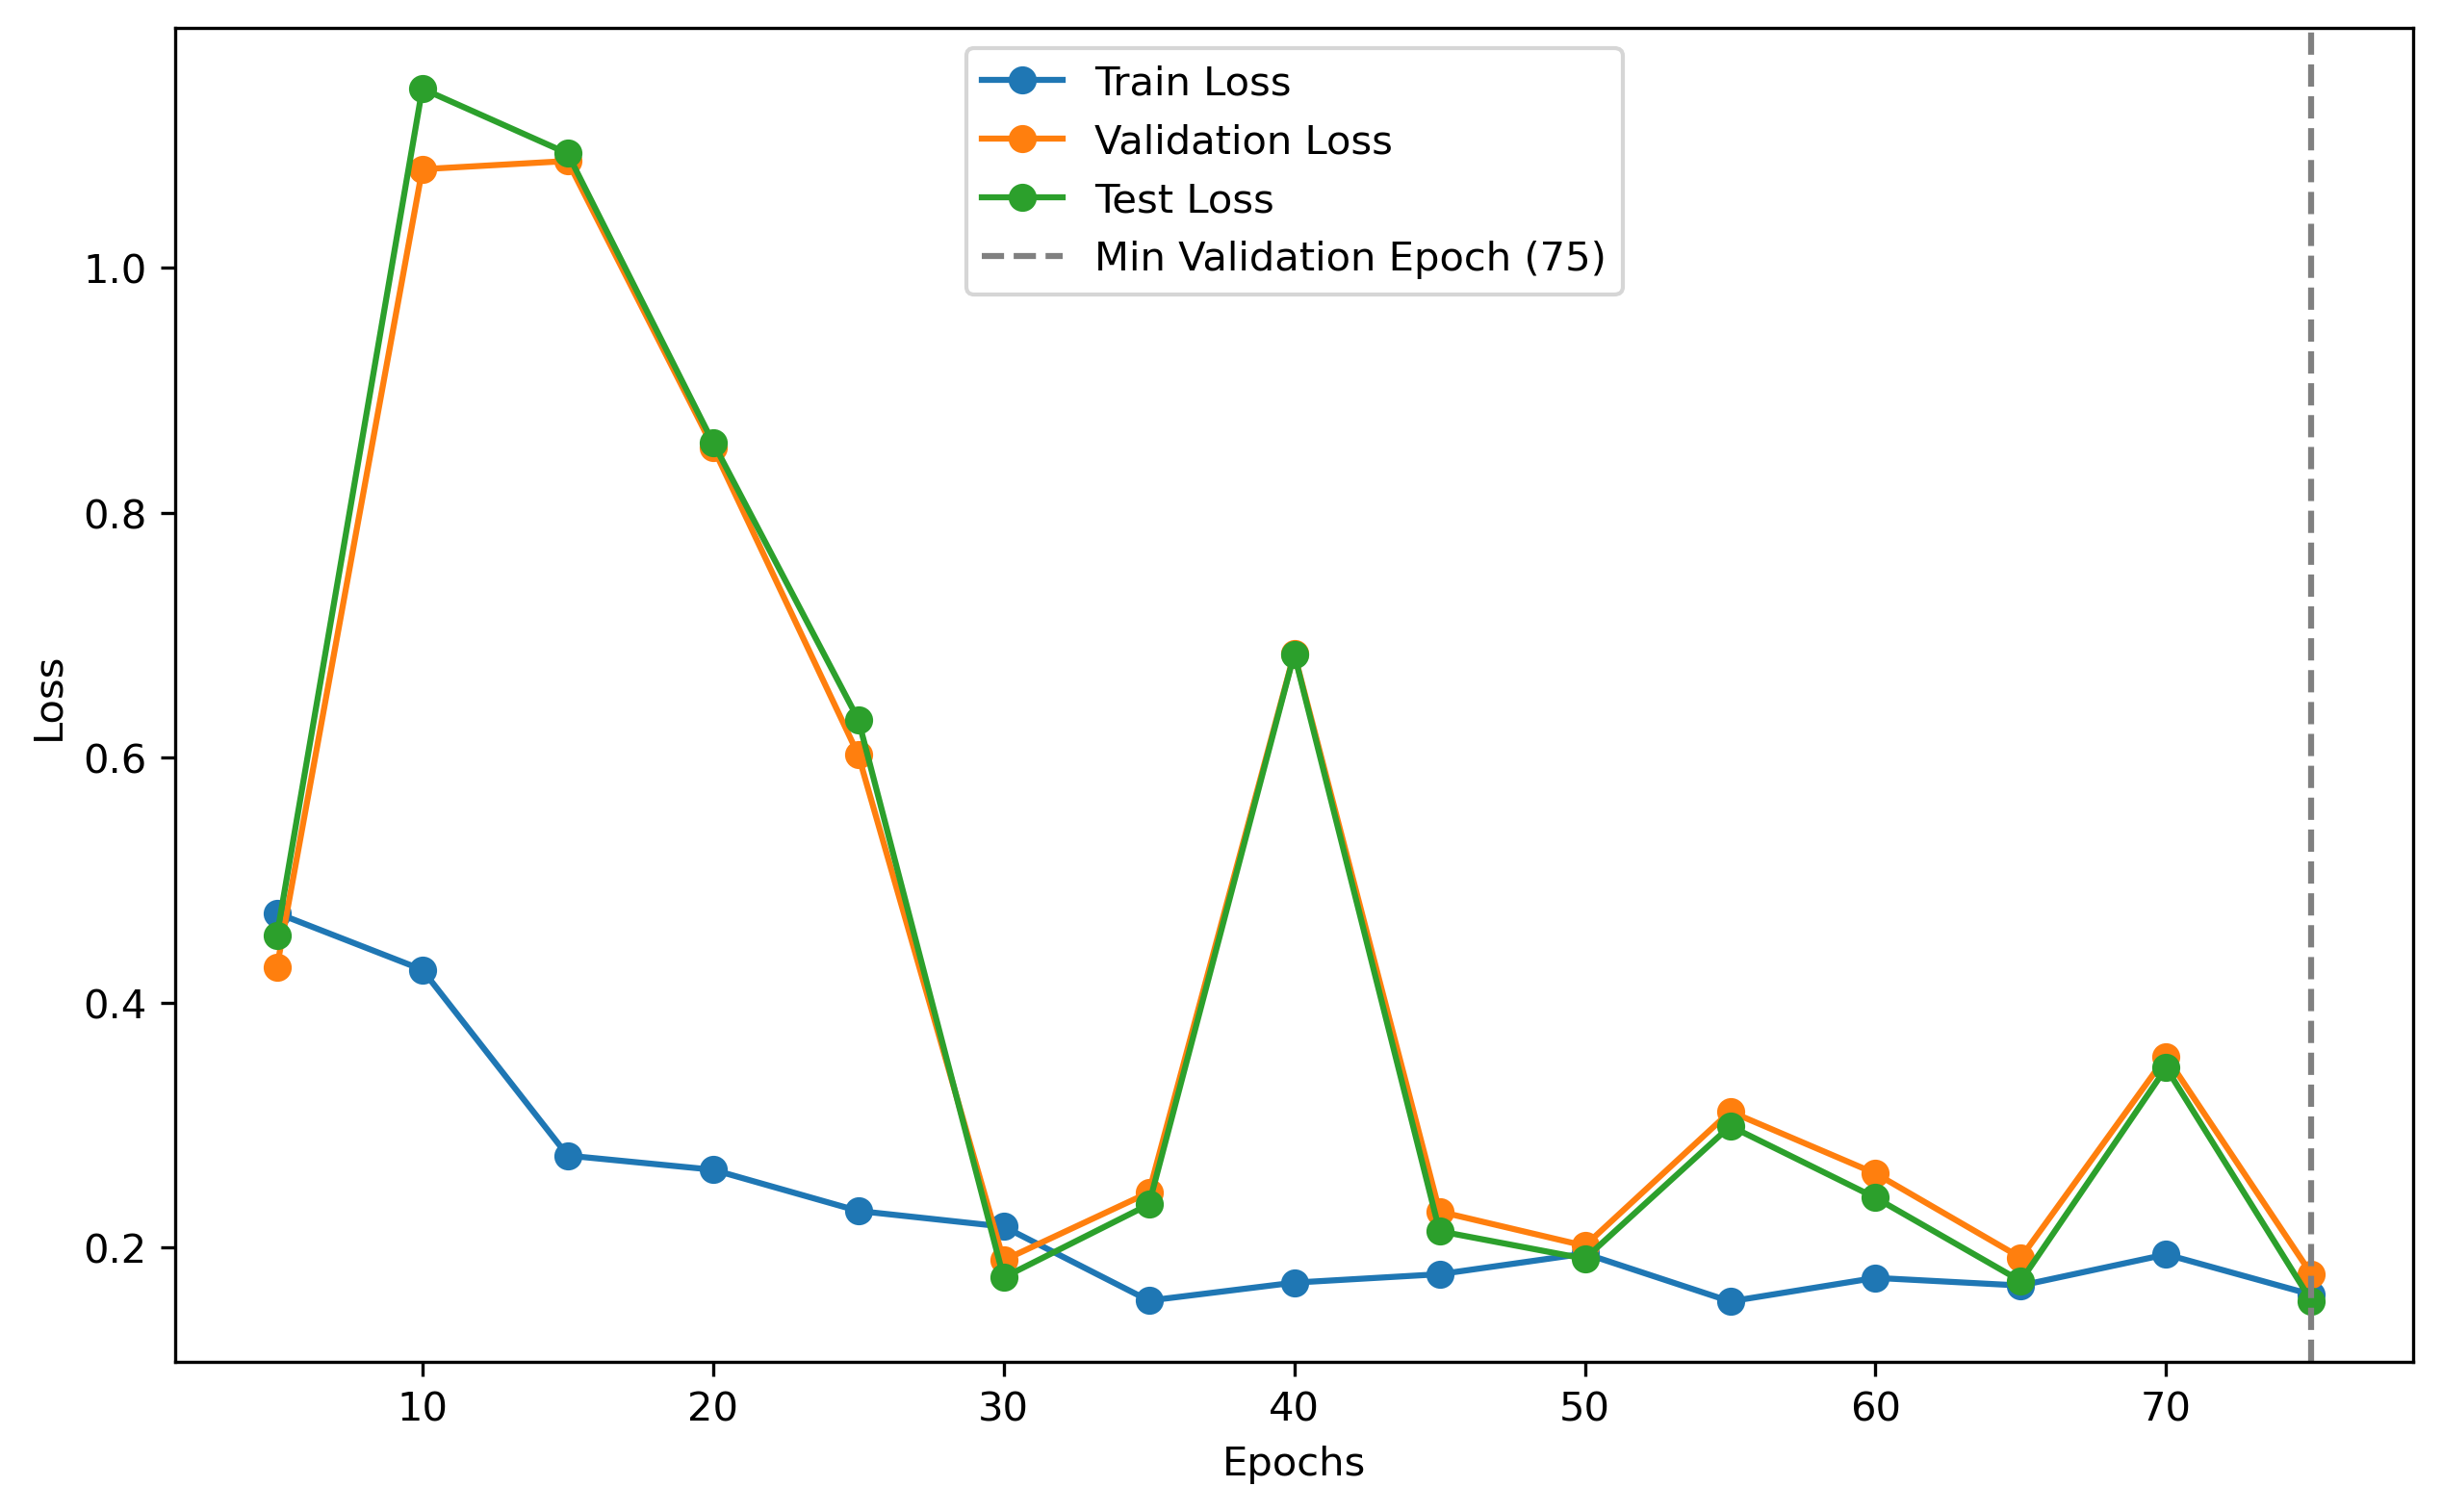 Train Loss
Validation Loss
Test Loss
Min Validation Epoch (75)
1.0
0.8
0.6
0.4
0.2
Loss
10 20 30 40 50 60 70
Epochs